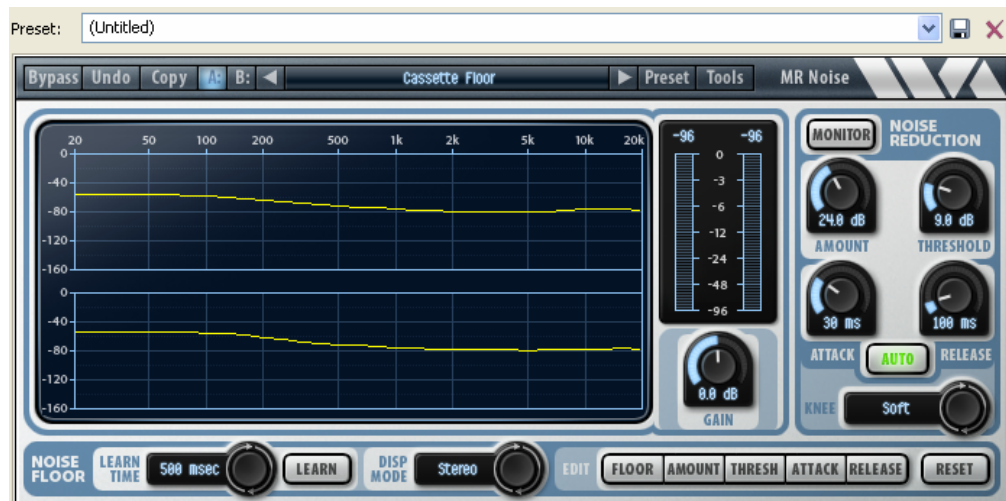 Preset: (Untitled)
Bypass Undo Copy A: B: Cassette Floor Preset Tools MR Noise
20 50 100 200 500 1k 2k 5k 10k 20k
0
-40
-80
-120
-160
0
-40
-80
-120
-160
-96 -96
0
-3
-6
-12
-24
-48
-96
0.0 dB
GAIN
MONITOR NOISE REDUCTION
24.0 dB 9.0 dB
AMOUNT THRESHOLD
30 ms 100 ms
ATTACK AUTO RELEASE
KNEE Soft
NOISE FLOOR LEARN TIME 500 msec LEARN DISP MODE Stereo EDIT FLOOR AMOUNT THRESH ATTACK RELEASE RESET